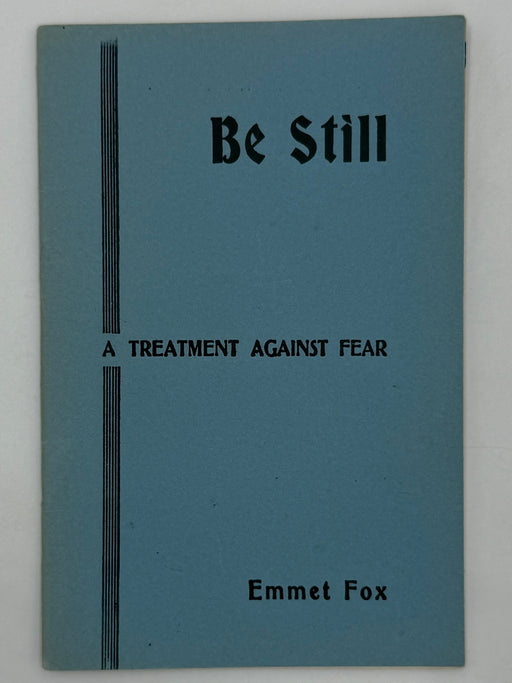 Be Still
A TREATMENT AGAINST FEAR
Emmet Fox